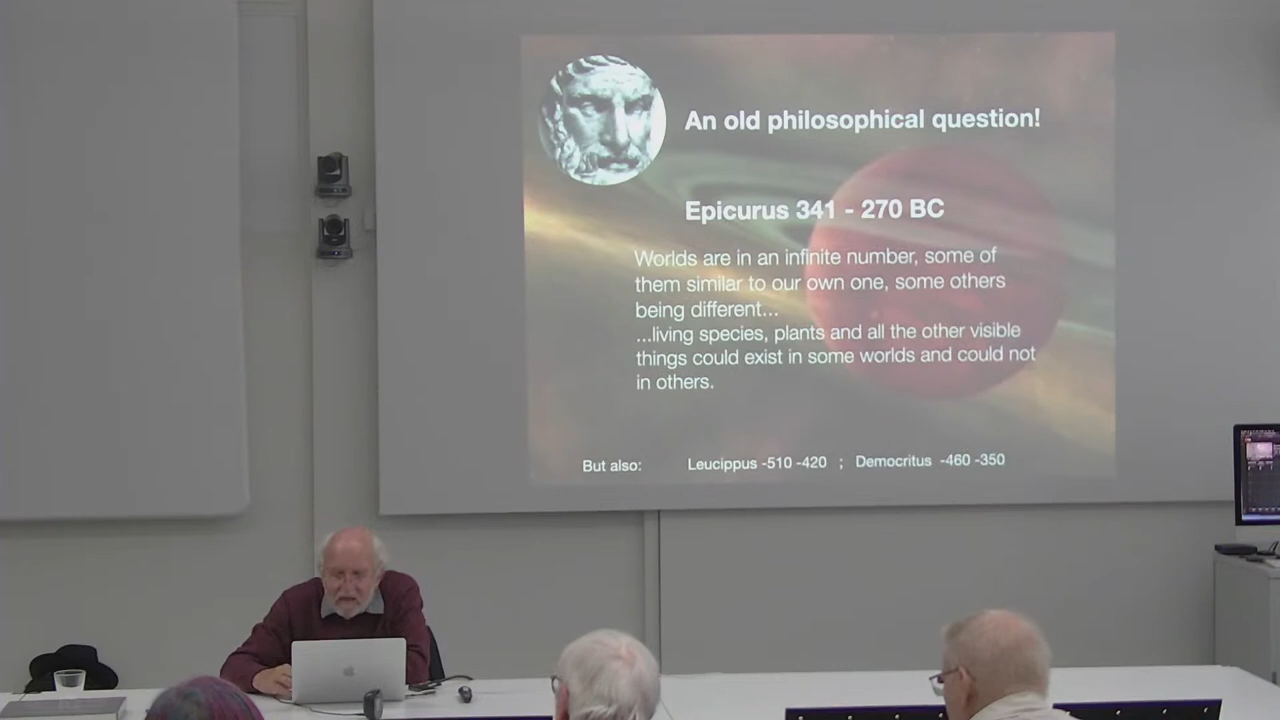 An old philosophical question!
Epicurus 341 - 270 BC
Worlds are in an infinite number, some of
them similar to our own one, some others
being different...
...living species, plants and all the other visible
things could exist in some worlds and could not
in others.
But also: Leucippus -510 -420 ; Democritus -460 -350